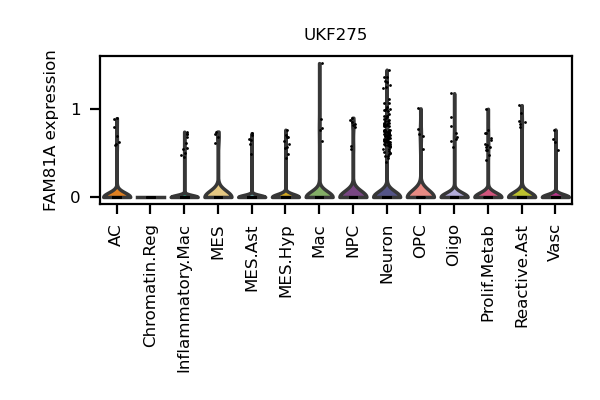 UKF275
FAM81A expression
1
0
AC
Chromatin.Reg
Inflammatory.Mac
MES
MES.Ast
MES.Hyp
Mac
NPC
Neuron
OPC
Oligo
Prolif.Metab
Reactive.Ast
Vasc